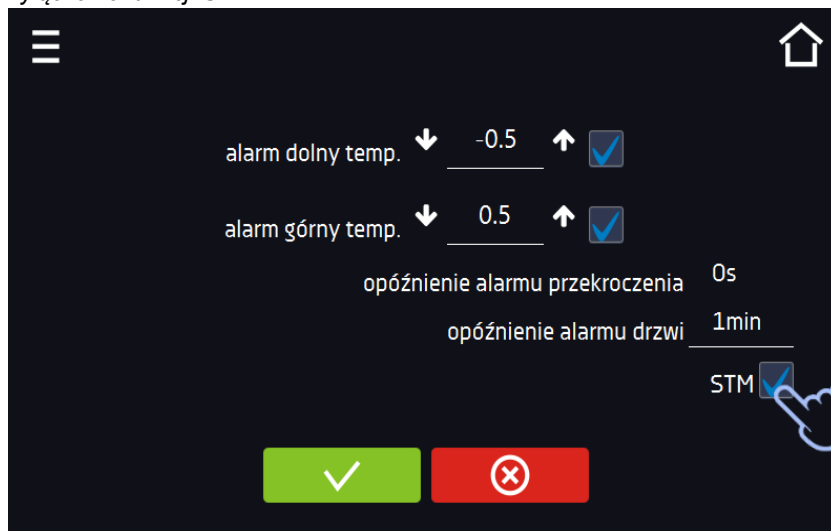 alarm dolny temp. -0.5
alarm górny temp. 0.5
opóźnienie alarmu przekroczenia 0s
opóźnienie alarmu drzwi 1min
STM